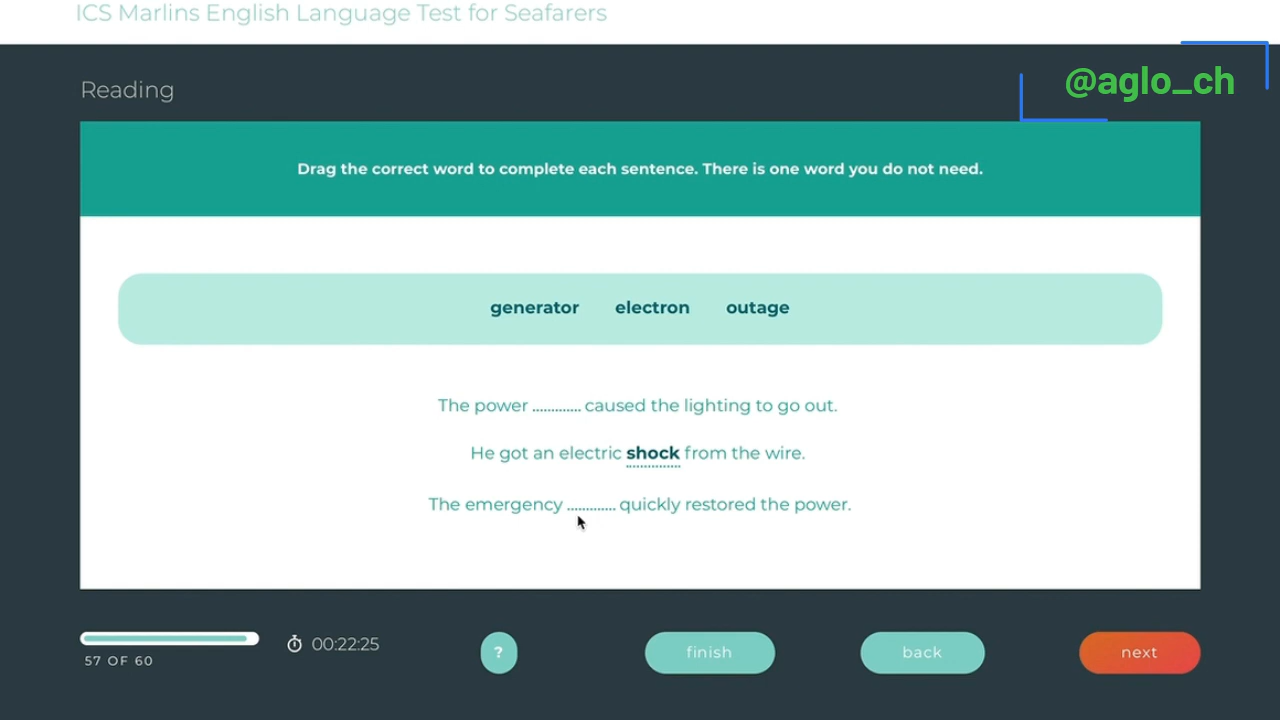 ICS Marlins English Language Test for Seafarers
Reading
@aglo_ch
Drag the correct word to complete each sentence. There is one word you do not need.
generator electron outage
The power ............. caused the lighting to go out.
He got an electric shock from the wire.
The emergency ............. quickly restored the power.
57 OF 60
00:22:25
?
finish
back
next